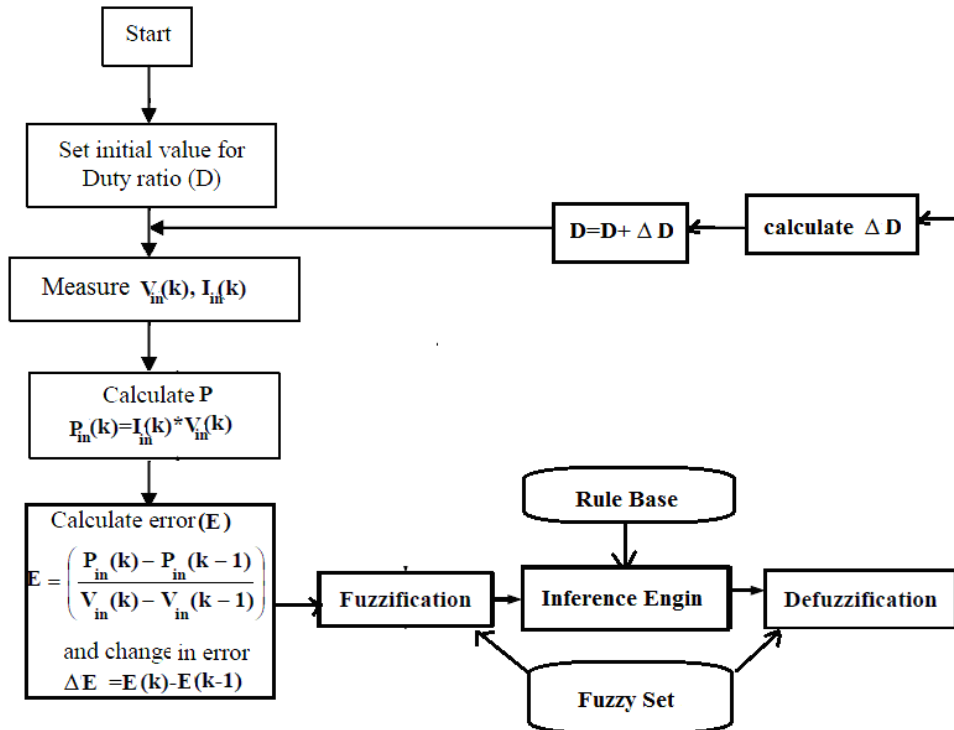 Start
Set initial value for
Duty ratio (D)
D=D+ Δ D
calculate Δ D
Measure V_in(k), I_in(k)
Calculate P
P_in(k)=I_in(k)*V_in(k)
Calculate error(E)
E = ( (P_in(k) − P_in(k − 1)) / (V_in(k) − V_in(k − 1)) )
and change in error
ΔE =E(k)-E(k-1)
Rule Base
Fuzzification
Inference Engin
Defuzzification
Fuzzy Set